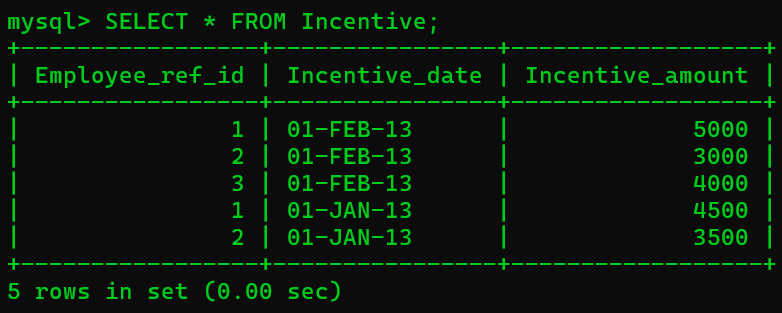 mysql> SELECT * FROM Incentive;
+-----------------+----------------+------------------+
| Employee_ref_id | Incentive_date | Incentive_amount |
+-----------------+----------------+------------------+
|               1 | 01-FEB-13      |             5000 |
|               2 | 01-FEB-13      |             3000 |
|               3 | 01-FEB-13      |             4000 |
|               1 | 01-JAN-13      |             4500 |
|               2 | 01-JAN-13      |             3500 |
+-----------------+----------------+------------------+
5 rows in set (0.00 sec)